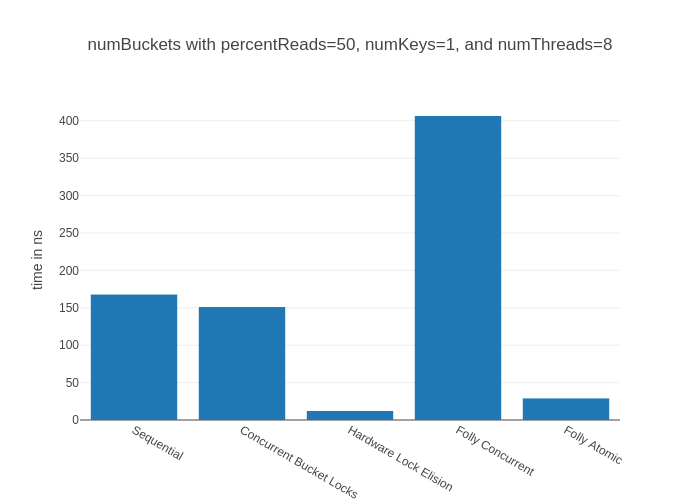 numBuckets with percentReads=50, numKeys=1, and numThreads=8
400
350
300
250
200
150
100
50
0
time in ns
Sequential
Concurrent Bucket Locks
Hardware Lock Elision
Folly Concurrent
Folly Atomic